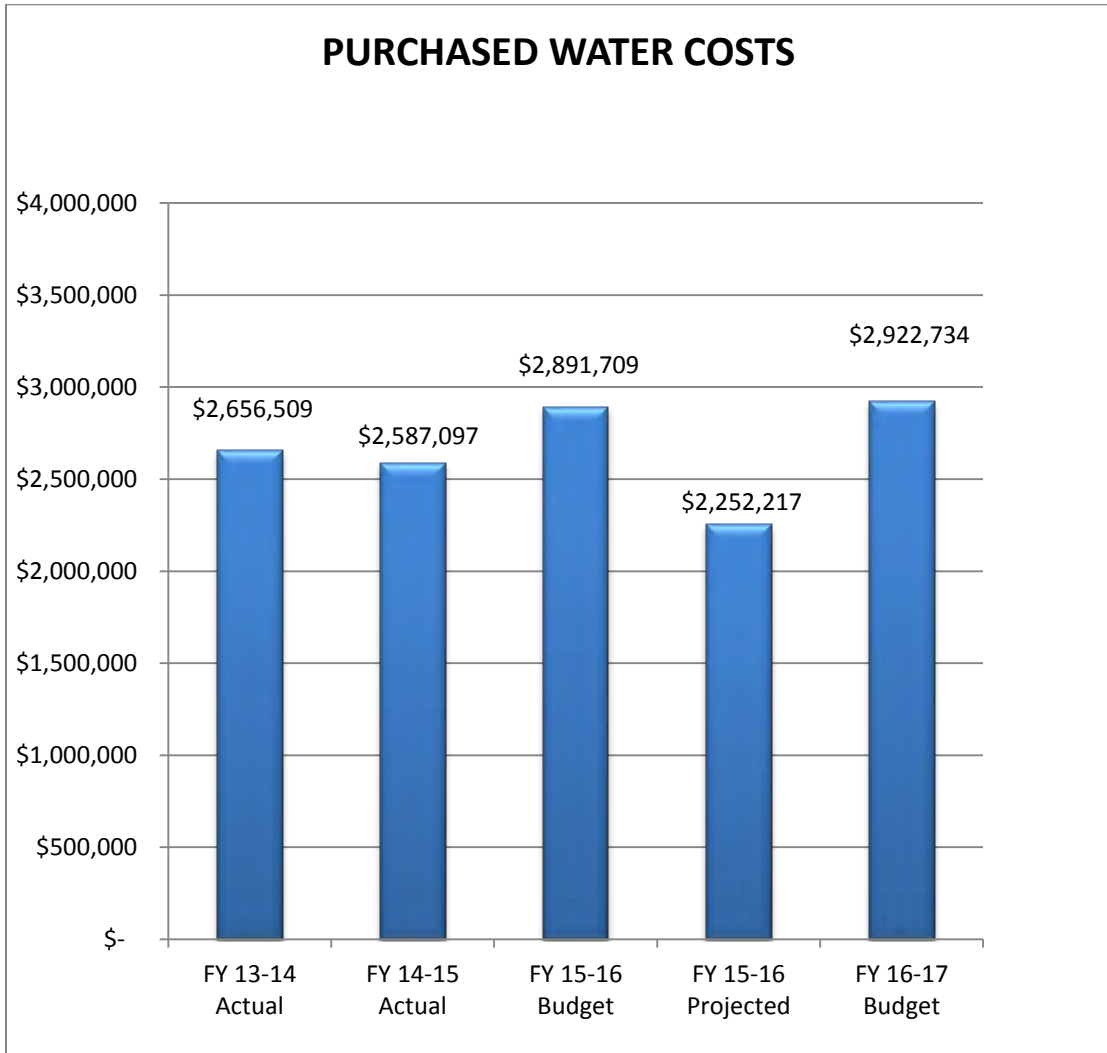 PURCHASED WATER COSTS
$4,000,000
$3,500,000
$3,000,000
$2,500,000
$2,000,000
$1,500,000
$1,000,000
$500,000
$-
$2,656,509
$2,587,097
$2,891,709
$2,252,217
$2,922,734
FY 13-14
Actual
FY 14-15
Actual
FY 15-16
Budget
FY 15-16
Projected
FY 16-17
Budget